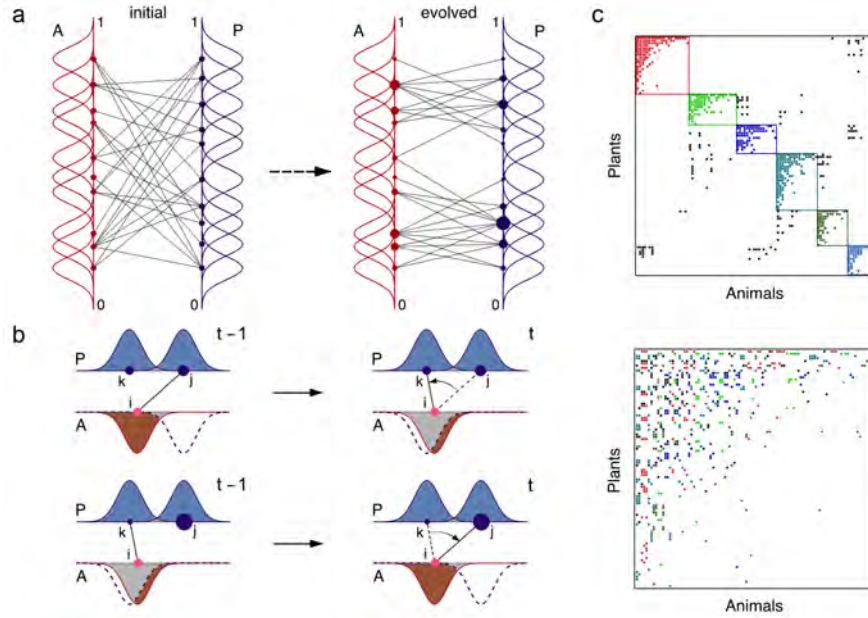 a
A
1
initial
1
P
0
0
1
evolved
1
0
0
c
Plants
Animals
b
P
t – 1
k
j
i
A
P
t
k
j
i
A
P
t – 1
k
j
i
A
P
t
k
j
i
A
Plants
Animals